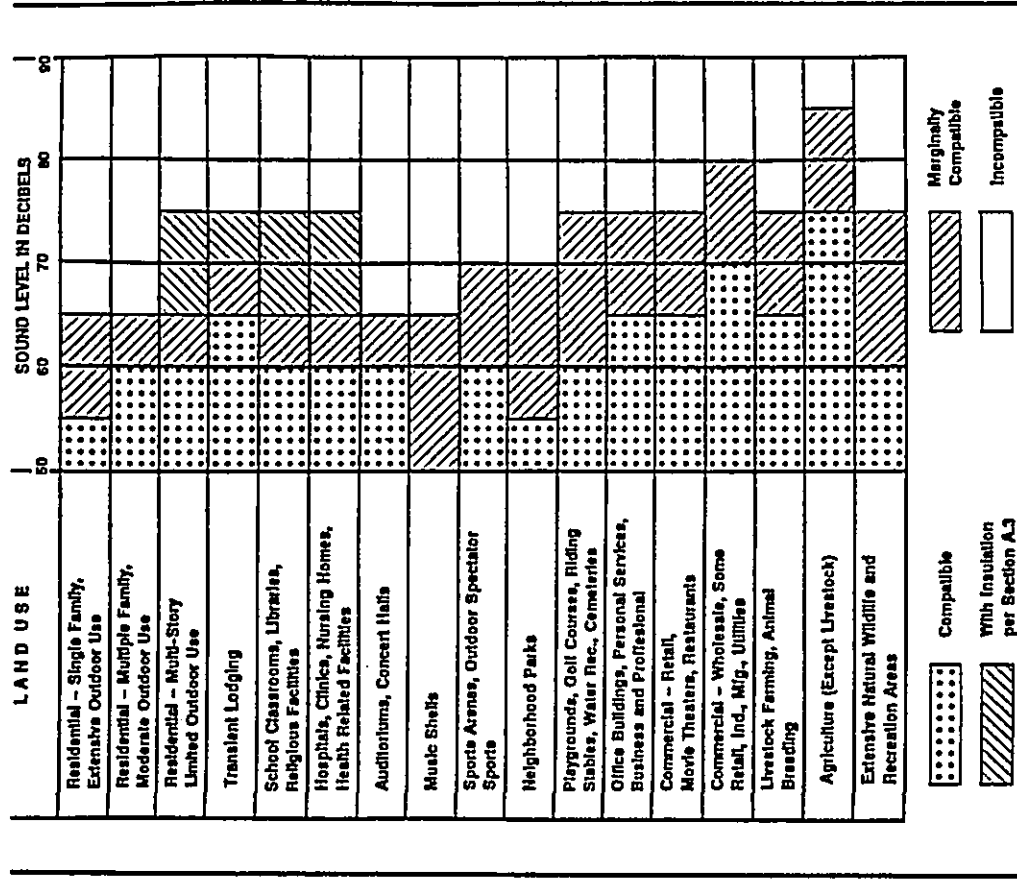 LAND USE
SOUND LEVEL IN DECIBELS
50 60 70 80 90
Residential – Single Family,
Extensive Outdoor Use
Residential – Multiple Family,
Moderate Outdoor Use
Residential – Multi-Story
Limited Outdoor Use
Transient Lodging
School Classrooms, Libraries,
Religious Facilities
Hospitals, Clinics, Nursing Homes,
Health Related Facilities
Auditoriums, Concert Halls
Music Shells
Sports Arenas, Outdoor Spectator
Sports
Neighborhood Parks
Playgrounds, Golf Courses, Riding
Stables, Water Rec., Cemeteries
Office Buildings, Personal Services,
Business and Professional
Commercial – Retail,
Movie Theaters, Restaurants
Commercial – Wholesale, Some
Retail, Ind., Mfg., Utilities
Livestock Farming, Animal
Breeding
Agriculture (Except Livestock)
Extensive Natural Wildlife and
Recreation Areas
Compatible
Marginally
Compatible
With Insulation
per Section A.3
Incompatible